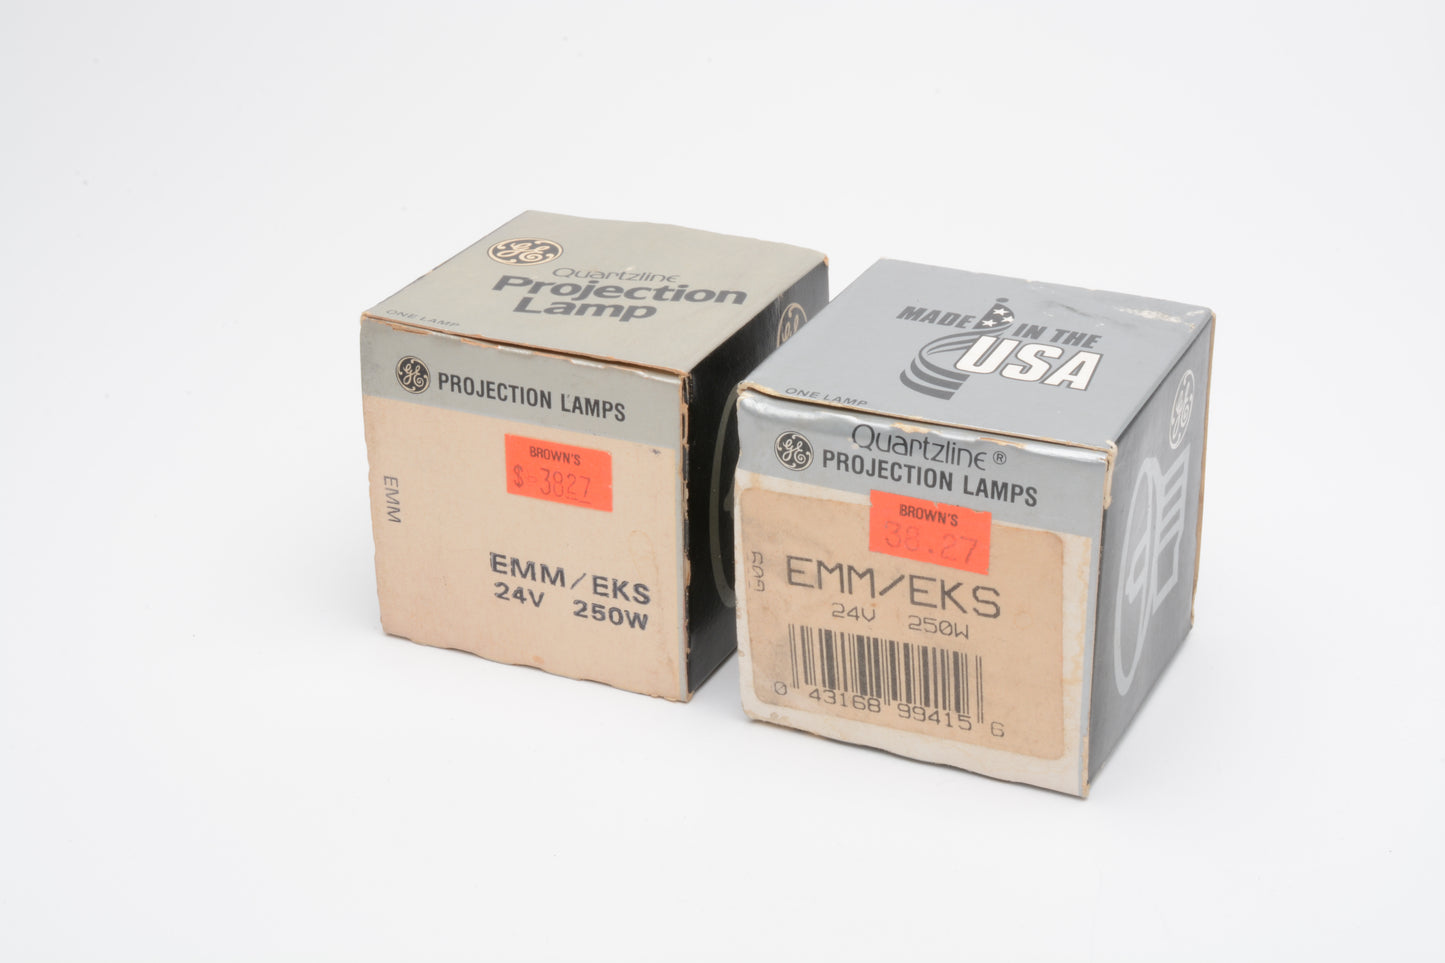 GE
Quartzline
Projection
Lamp
ONE LAMP
GE
PROJECTION LAMPS
BROWN'S
$ 3827
EMM
EMM/EKS
24V 250W
MADE IN THE
USA
ONE LAMP
GE
Quartzline®
PROJECTION LAMPS
BROWN'S
38.27
EMM/EKS
24V 250W
0 43168 99415 6
GE